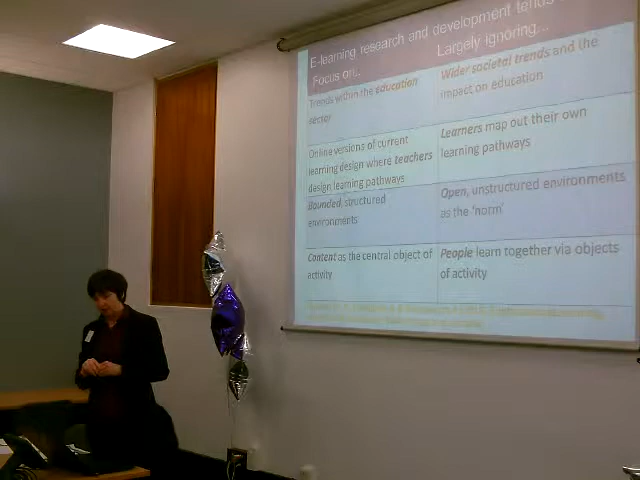 E-learning research and development tends
Focus on..
Largely ignoring...
Trends within the education
sector
Wider societal trends and the
impact on education
Online versions of current
learning design where teachers
design learning pathways
Learners map out their own
learning pathways
Bounded, structured
environments
Open, unstructured environments
as the 'norm'
Content as the central object of
activity
People learn together via objects
of activity